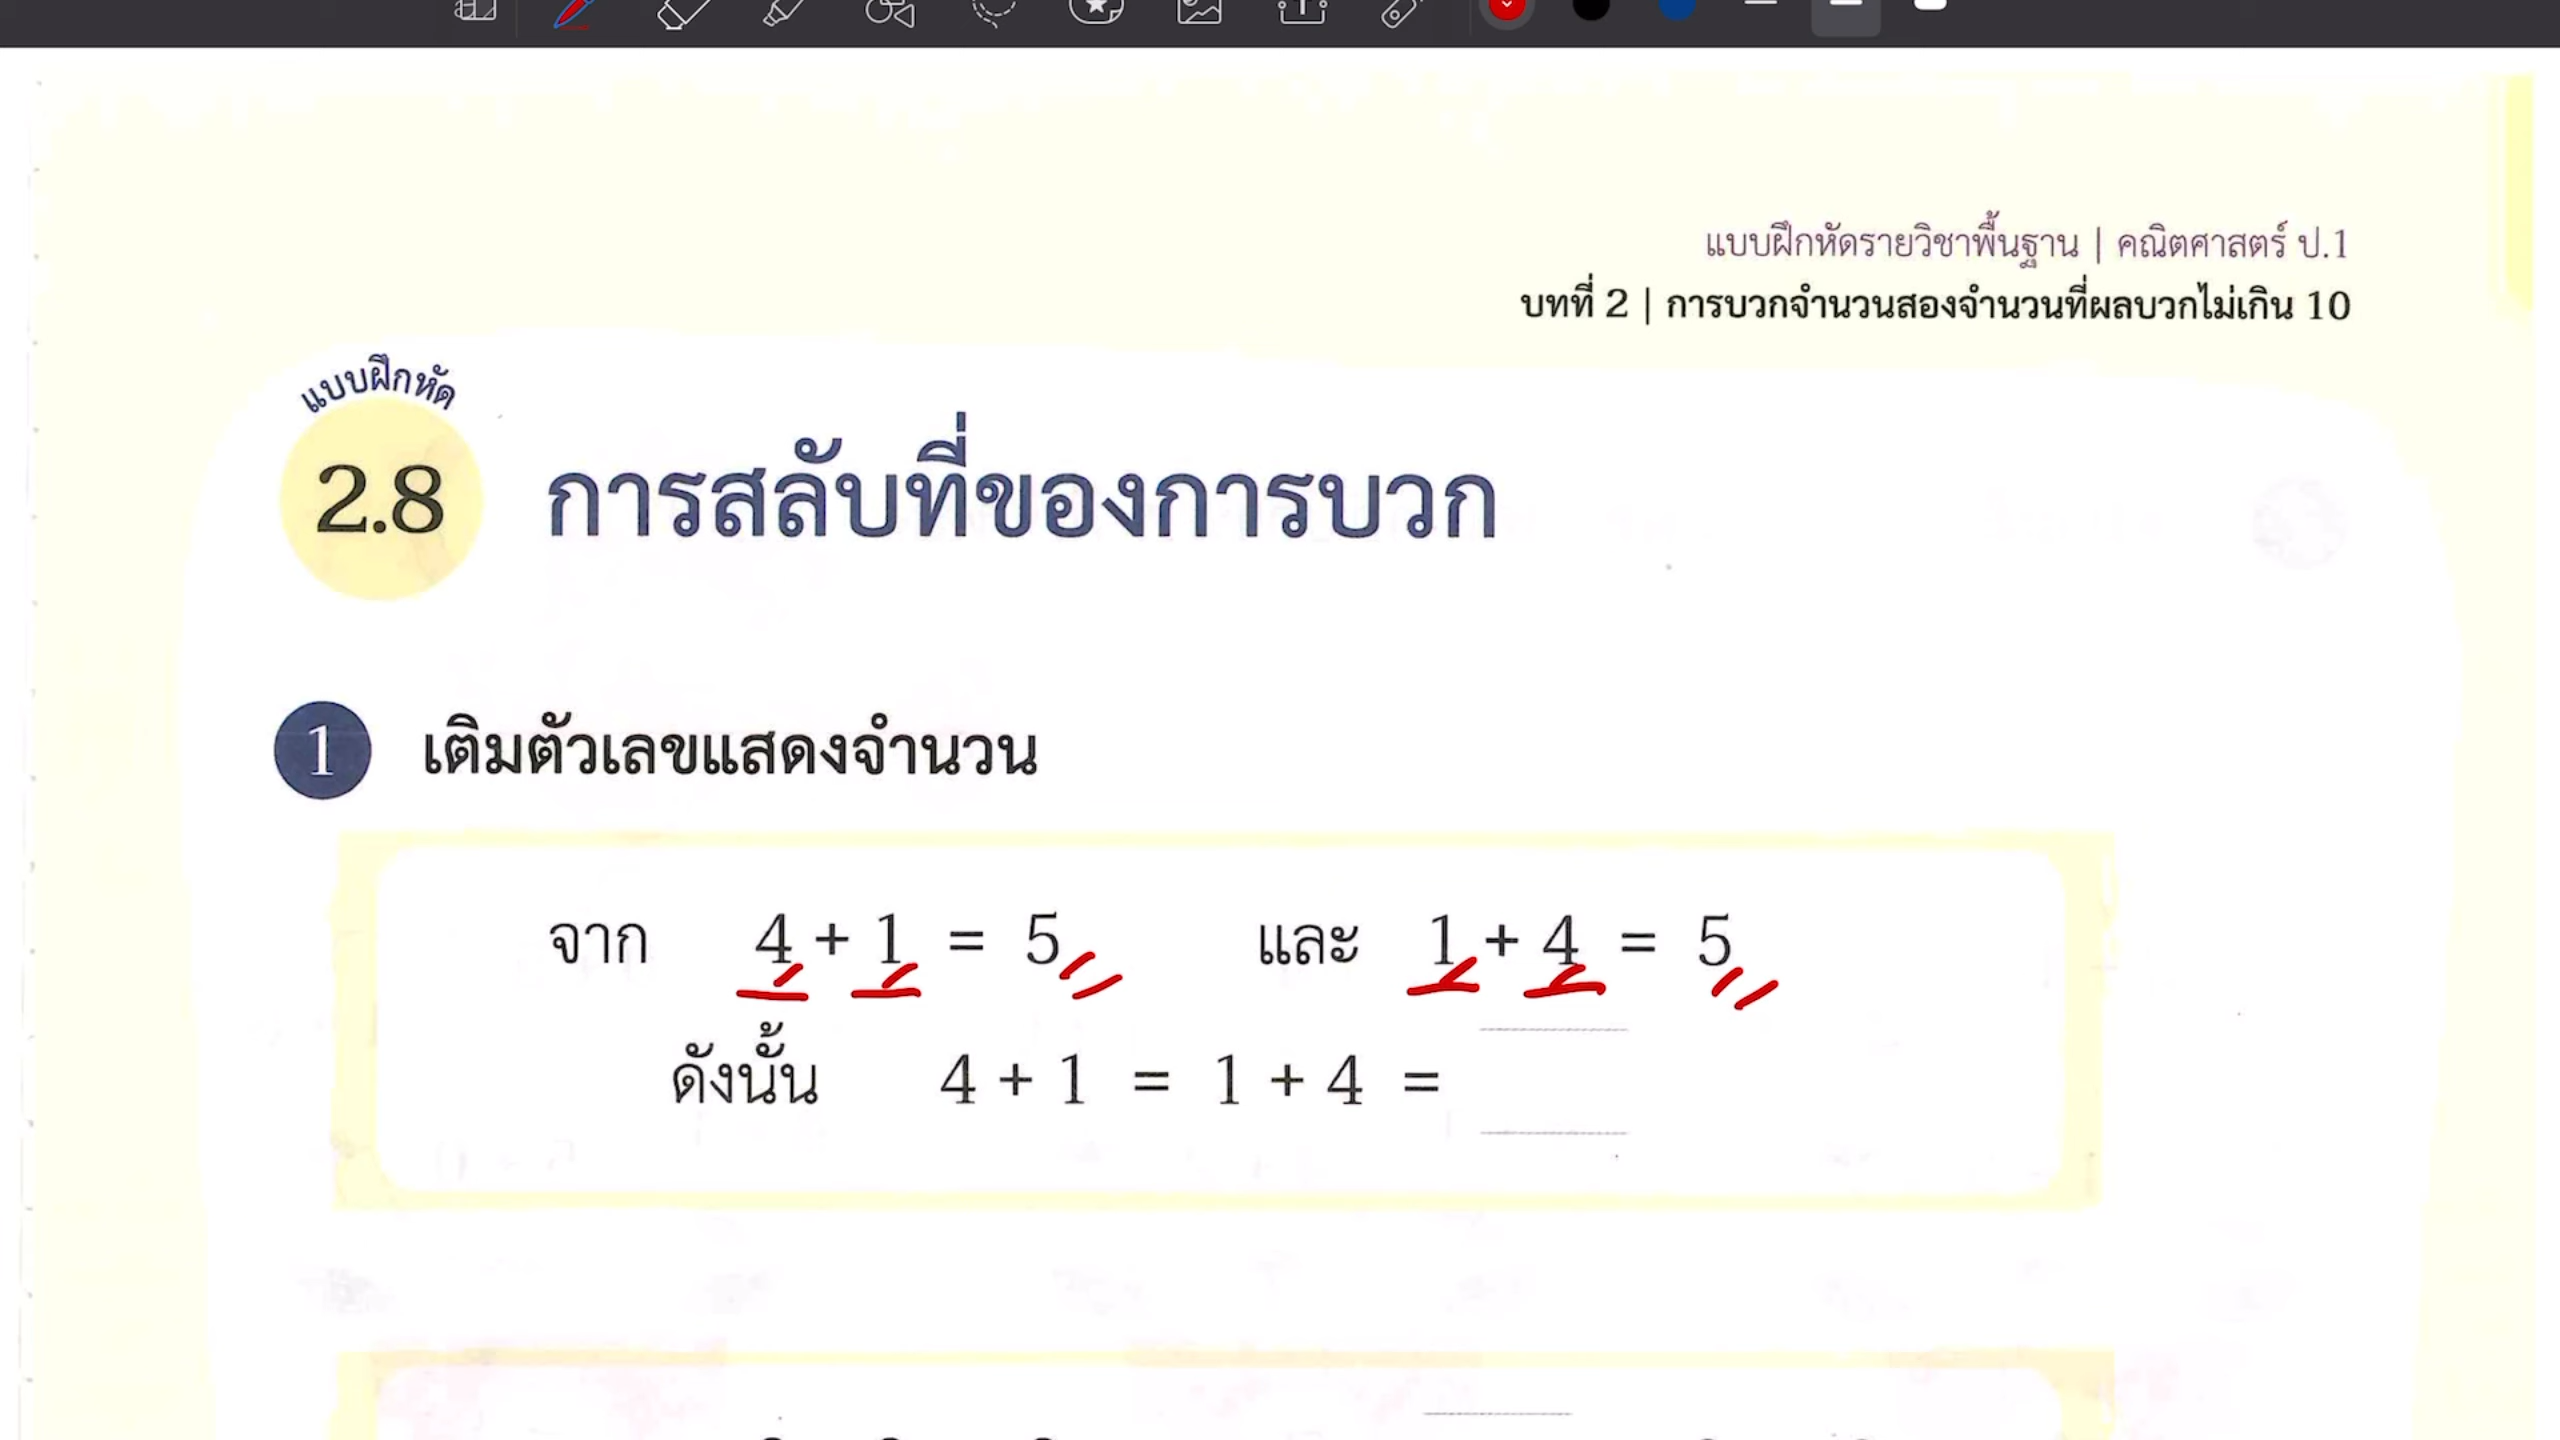 แบบฝึกหัดรายวิชาพื้นฐาน | คณิตศาสตร์ ป.1
บทที่ 2 | การบวกจำนวนสองจำนวนที่ผลบวกไม่เกิน 10
แบบฝึกหัด
2.8 การสลับที่ของการบวก
1 เติมตัวเลขแสดงจำนวน
จาก 4 + 1 = 5 และ 1 + 4 = 5
ดังนั้น 4 + 1 = 1 + 4 =